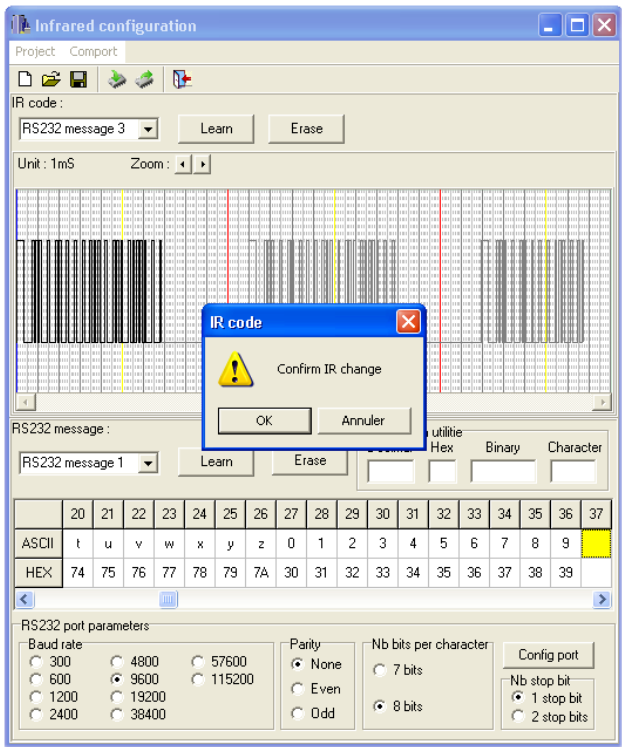 Infrared configuration
Project Comport
IR code :
RS232 message 3 Learn Erase
Unit : 1mS Zoom :
IR code
Confirm IR change
OK Annuler
RS232 message :
utilitie
Hex Binary Character
RS232 message 1 Learn Erase
20 21 22 23 24 25 26 27 28 29 30 31 32 33 34 35 36 37
ASCII t u v w x y z 0 1 2 3 4 5 6 7 8 9
HEX 74 75 76 77 78 79 7A 30 31 32 33 34 35 36 37 38 39
RS232 port parameters
Baud rate Parity Nb bits per character
300 4800 57600 None 7 bits Config port
600 9600 115200 Even Nb stop bit
1200 19200 8 bits 1 stop bit
2400 38400 Odd 2 stop bits